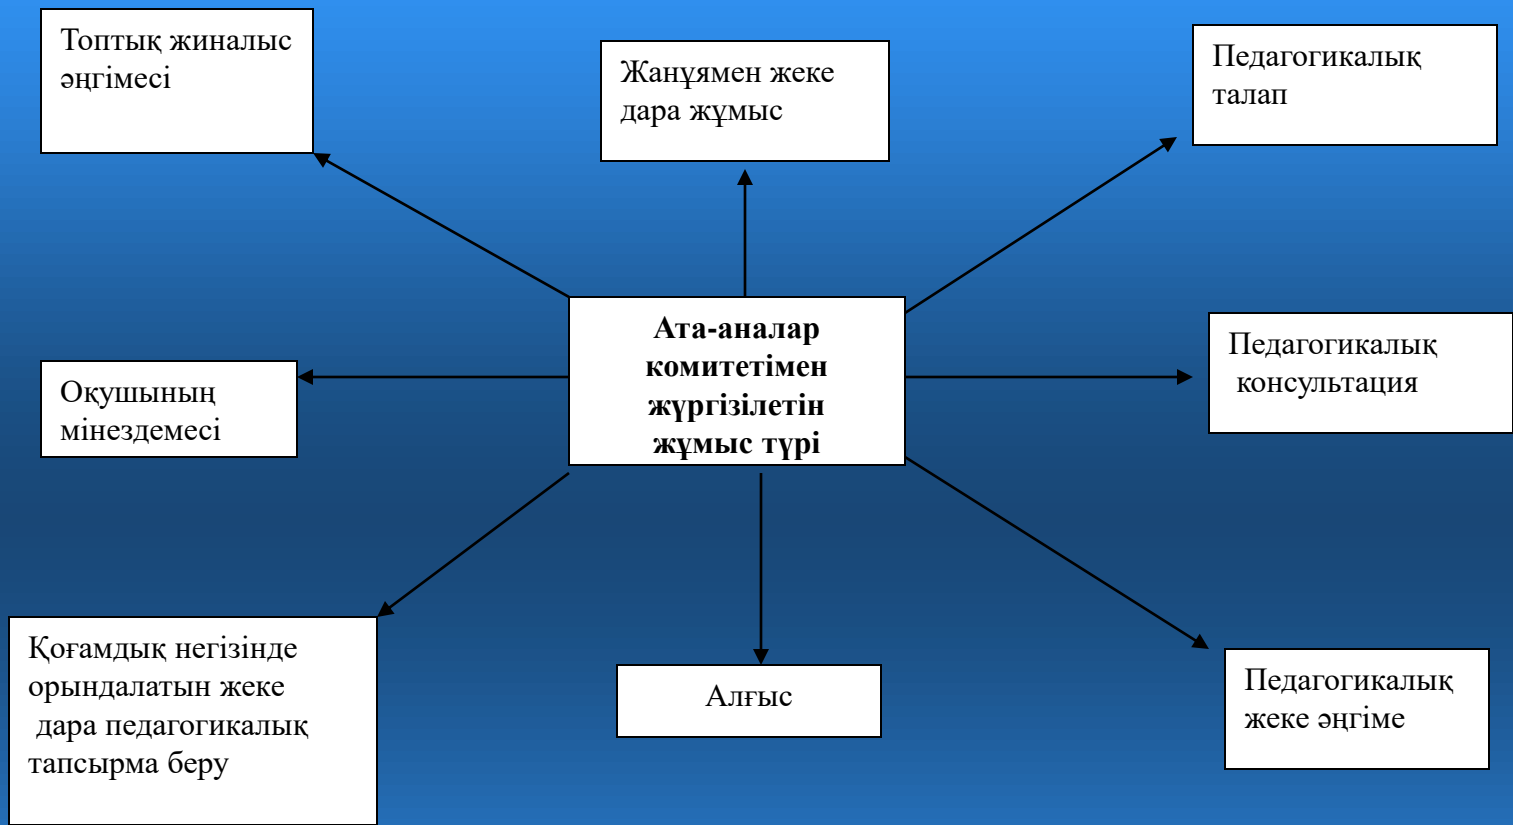 Топтық жиналыс
әңгімесі
Жанұямен жеке
дара жұмыс
Педагогикалық
талап
Ата-аналар
комитетімен
жүргізілетін
жұмыс түрі
Оқушының
мінездемесі
Педагогикалық
консультация
Қоғамдық негізінде
орындалатын жеке
дара педагогикалық
тапсырма беру
Алғыс
Педагогикалық
жеке әңгіме